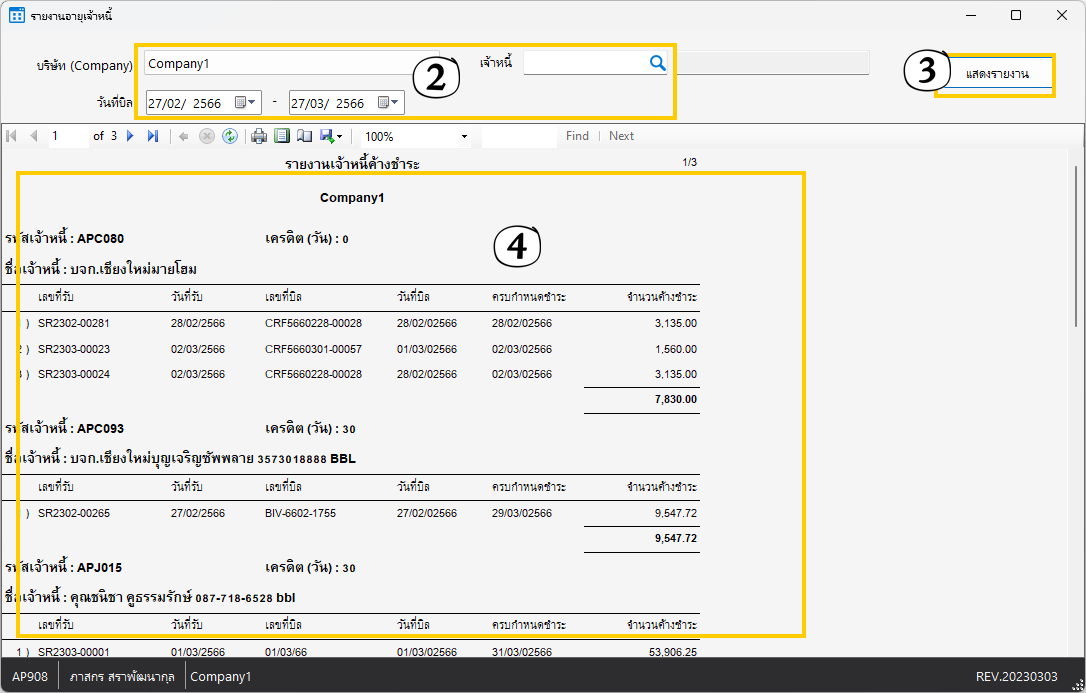 รายงานอายุเจ้าหนี้
บริษัท (Company) Company1 2 เจ้าหนี้ 3 แสดงรายงาน
วันที่บิล 27/02/ 2566 - 27/03/ 2566
1 of 3 100% Find | Next
รายงานเจ้าหนี้ค้างชำระ 1/3
Company1
รหัสเจ้าหนี้ : APC080 เครดิต (วัน) : 0 4
ชื่อเจ้าหนี้ : บจก.เชียงใหม่มายโฮม
เลขที่รับ วันที่รับ เลขที่บิล วันที่บิล ครบกำหนดชำระ จำนวนค้างชำระ
) SR2302-00281 28/02/2566 CRF5660228-00028 28/02/02566 28/02/02566 3,135.00
2 ) SR2303-00023 02/03/2566 CRF5660301-00057 01/03/02566 02/03/02566 1,560.00
3 ) SR2303-00024 02/03/2566 CRF5660228-00028 28/02/02566 02/03/02566 3,135.00
7,830.00
รหัสเจ้าหนี้ : APC093 เครดิต (วัน) : 30
ชื่อเจ้าหนี้ : บจก.เชียงใหม่บุญเจริญซัพพลาย 3573018888 BBL
เลขที่รับ วันที่รับ เลขที่บิล วันที่บิล ครบกำหนดชำระ จำนวนค้างชำระ
) SR2302-00265 27/02/2566 BIV-6602-1755 27/02/02566 29/03/02566 9,547.72
9,547.72
รหัสเจ้าหนี้ : APJ015 เครดิต (วัน) : 30
ชื่อเจ้าหนี้ : คุณชนิชา คูธรรมรักษ์ 087-718-6528 bbl
เลขที่รับ วันที่รับ เลขที่บิล วันที่บิล ครบกำหนดชำระ จำนวนค้างชำระ
1 ) SR2303-00001 01/03/2566 01/03/66 01/03/02566 31/03/02566 53,906.25
AP908 ภาสกร สราพัฒนากุล Company1 REV.20230303